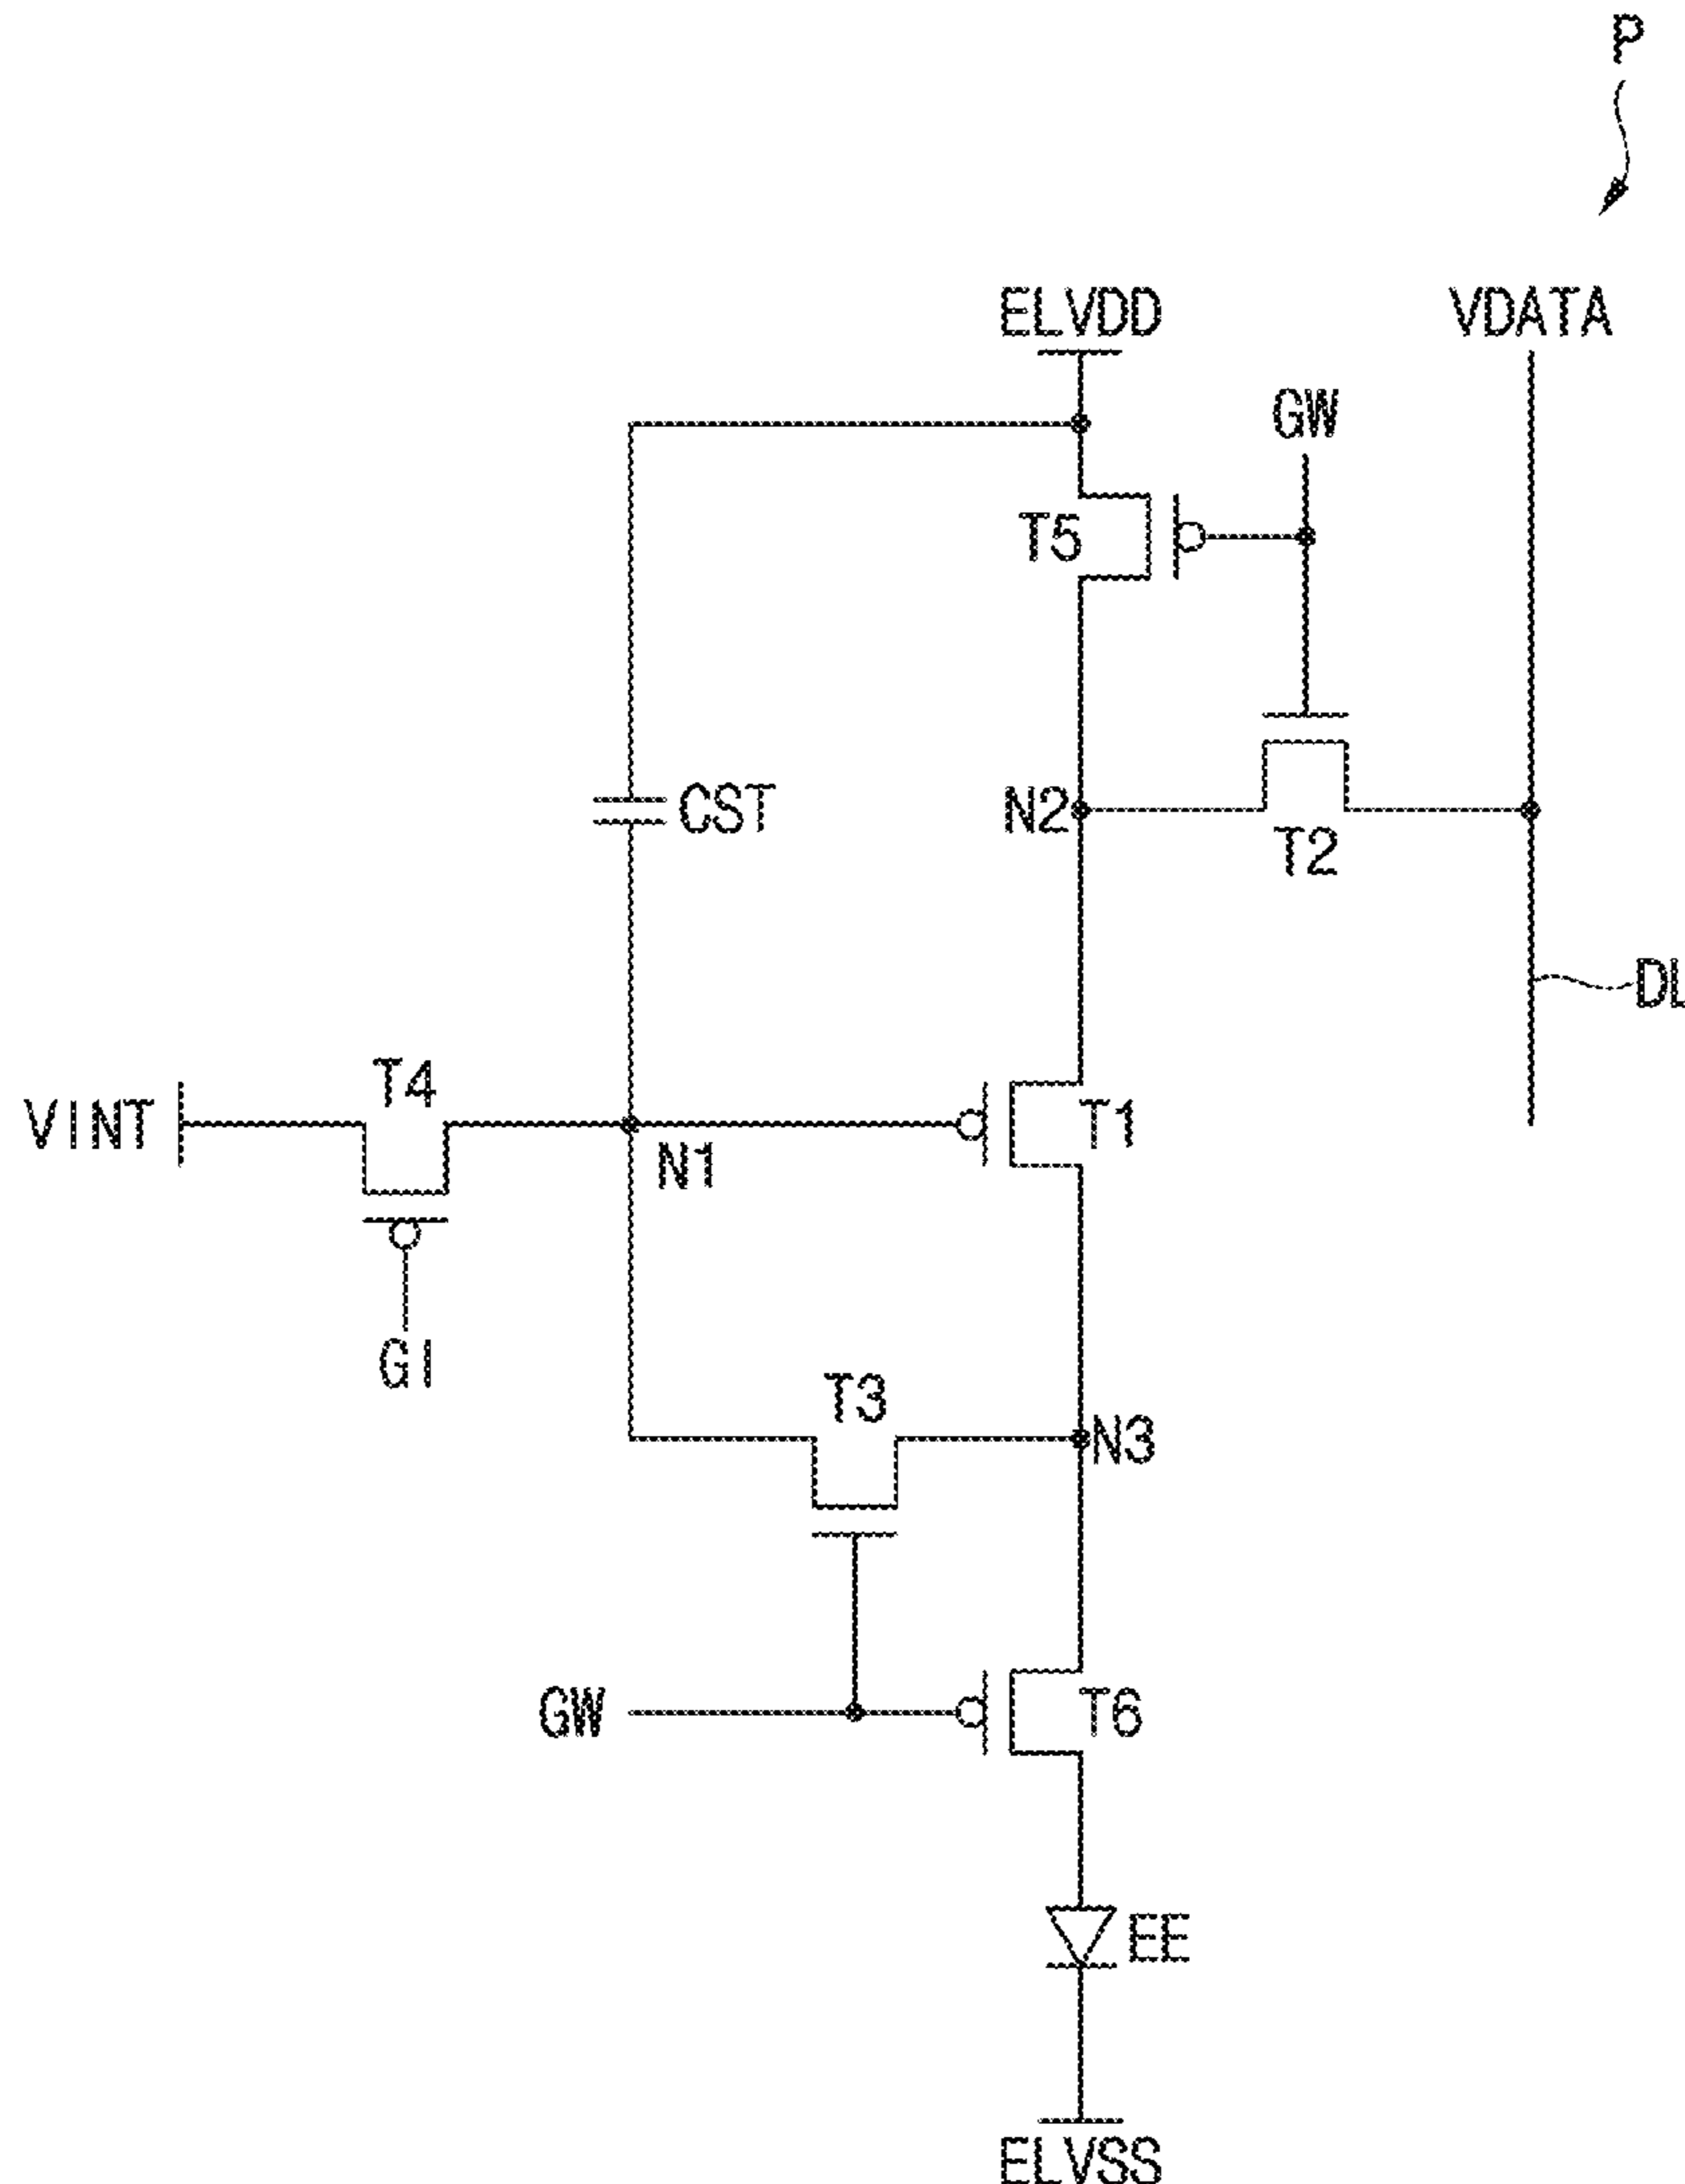 P
ELVDD
VDATA
GW
T5
CST
N2
T2
DL
T4
VINT
N1
T1
GI
T3
N3
GW
T6
EE
ELVSS